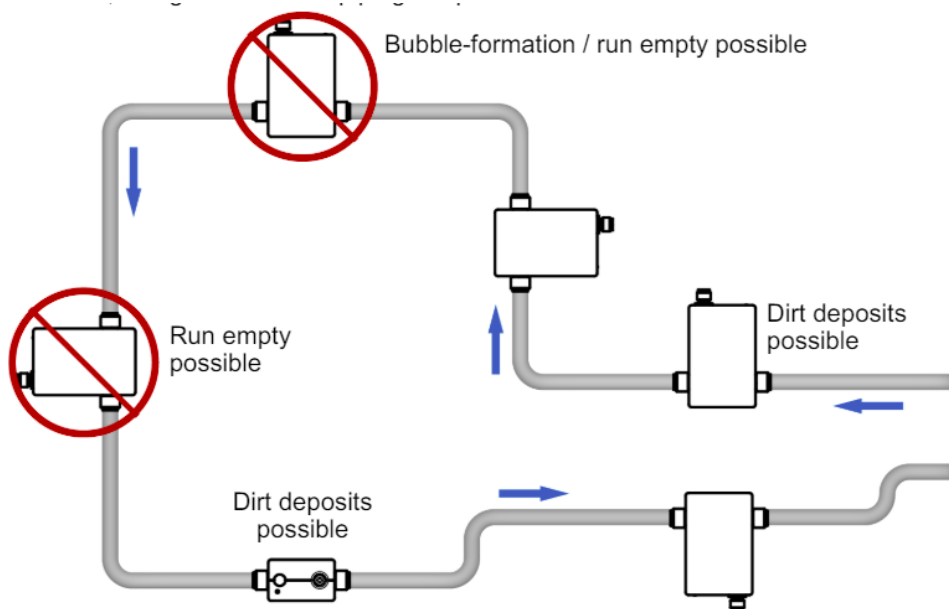 Bubble-formation / run empty possible
Run empty
possible
Dirt deposits
possible
Dirt deposits
possible